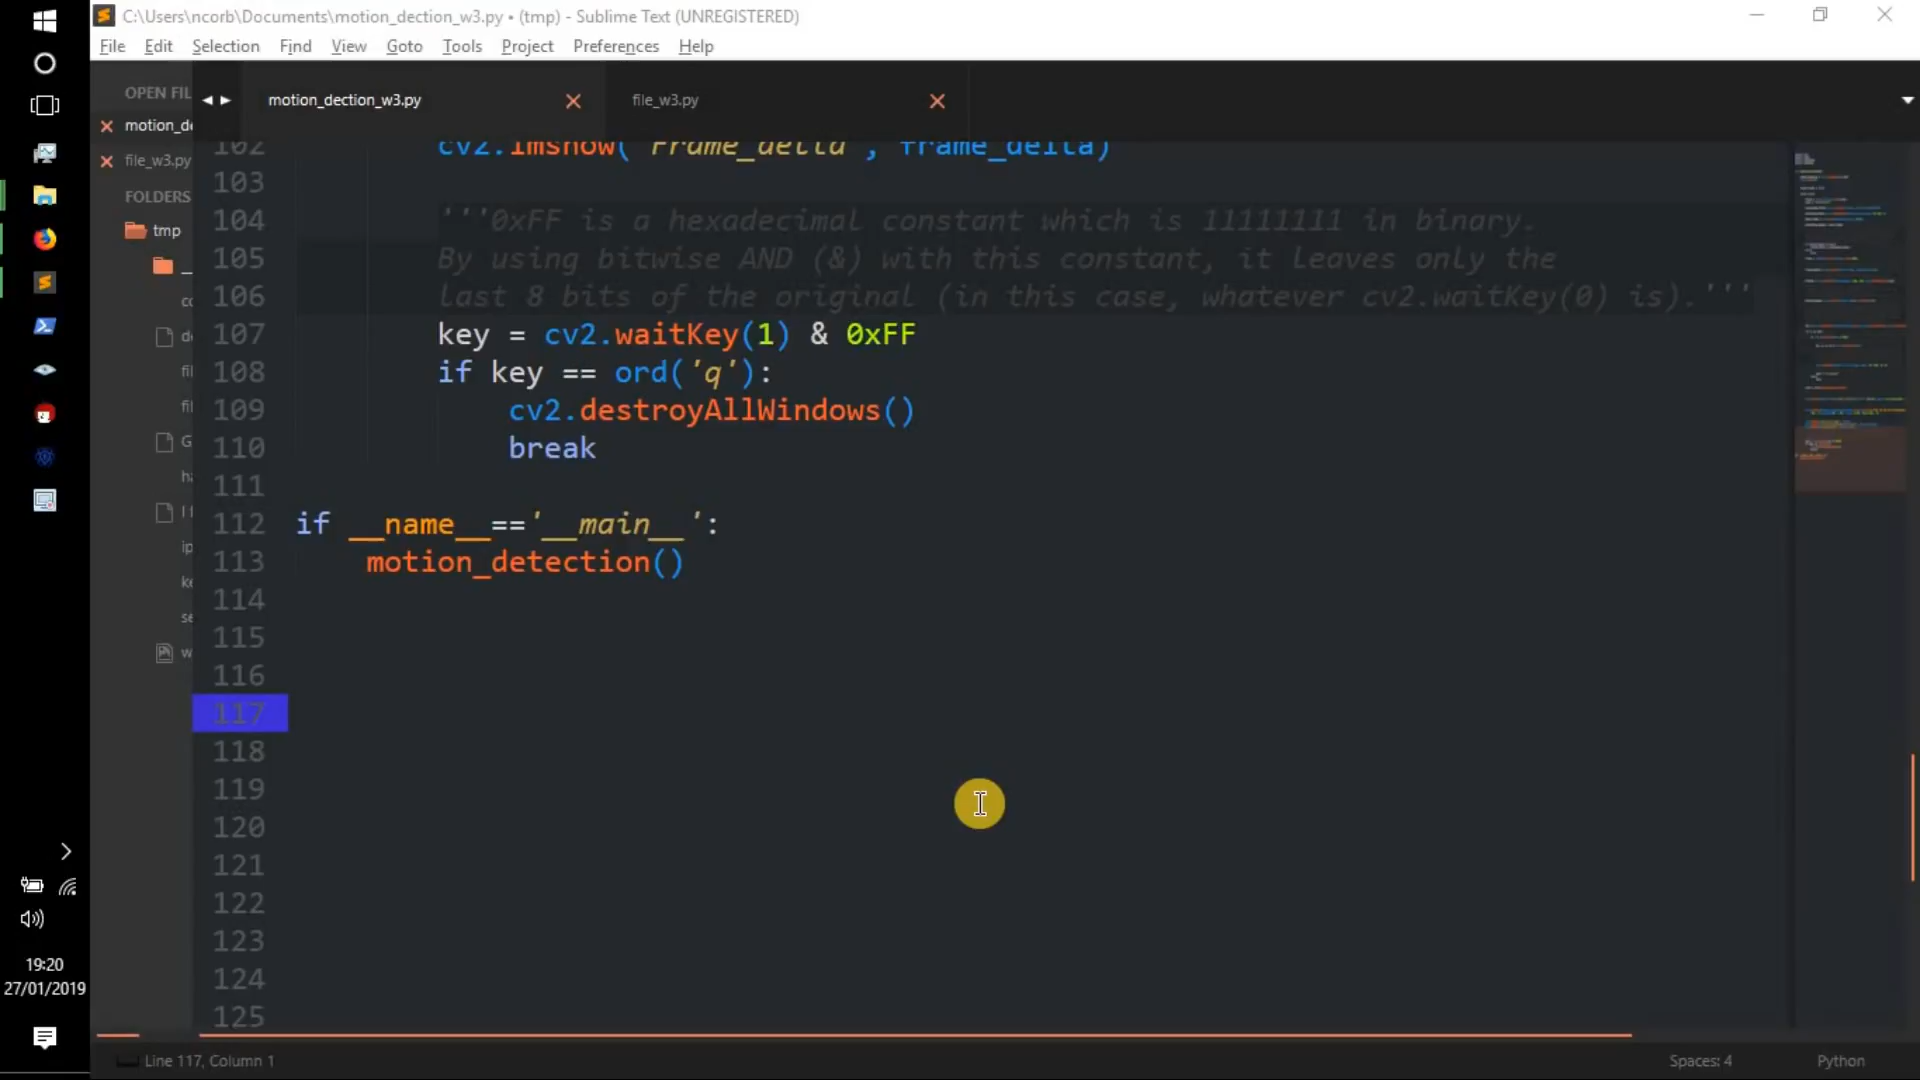 C:\Users\ncorb\Documents\motion_dection_w3.py • (tmp) - Sublime Text (UNREGISTERED)
File Edit Selection Find View Goto Tools Project Preferences Help
OPEN FIL
motion_de
file_w3.py
FOLDERS
tmp
motion_dection_w3.py
file_w3.py
102 cv2.imshow('Frame_delta', frame_delta)
103
104 '''0xFF is a hexadecimal constant which is 11111111 in binary.
105 By using bitwise AND (&) with this constant, it leaves only the
106 last 8 bits of the original (in this case, whatever cv2.waitKey(0) is).'''
107 key = cv2.waitKey(1) & 0xFF
108 if key == ord('q'):
109 cv2.destroyAllWindows()
110 break
111
112 if __name__=='__main__':
113 motion_detection()
114
115
116
117
118
119
120
121
122
123
124
125
19:20
27/01/2019
Line 117, Column 1
Spaces: 4
Python